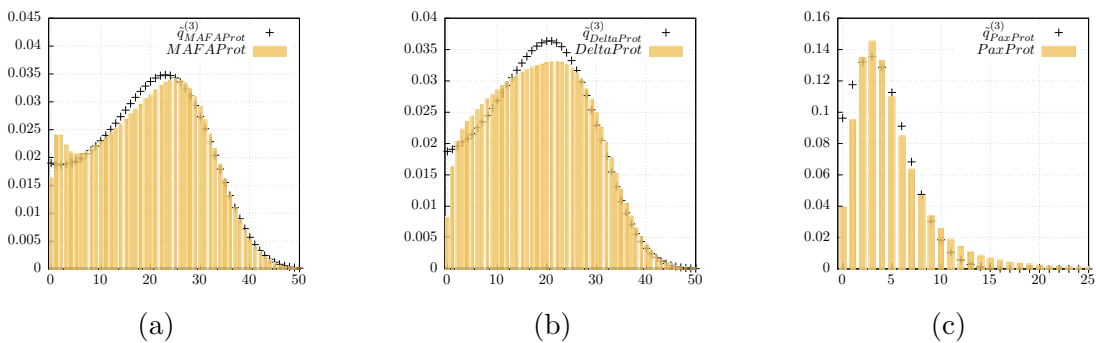 0.045
0.04
0.035
0.03
0.025
0.02
0.015
0.01
0.005
0
0 10 20 30 40 50
q̃^{(3)}_{MAFAProt}
MAFAProt
(a)
0.04
0.035
0.03
0.025
0.02
0.015
0.01
0.005
0
0 10 20 30 40 50
q̃^{(3)}_{DeltaProt}
DeltaProt
(b)
0.16
0.14
0.12
0.1
0.08
0.06
0.04
0.02
0
0 5 10 15 20 25
q̃^{(3)}_{PaxProt}
PaxProt
(c)